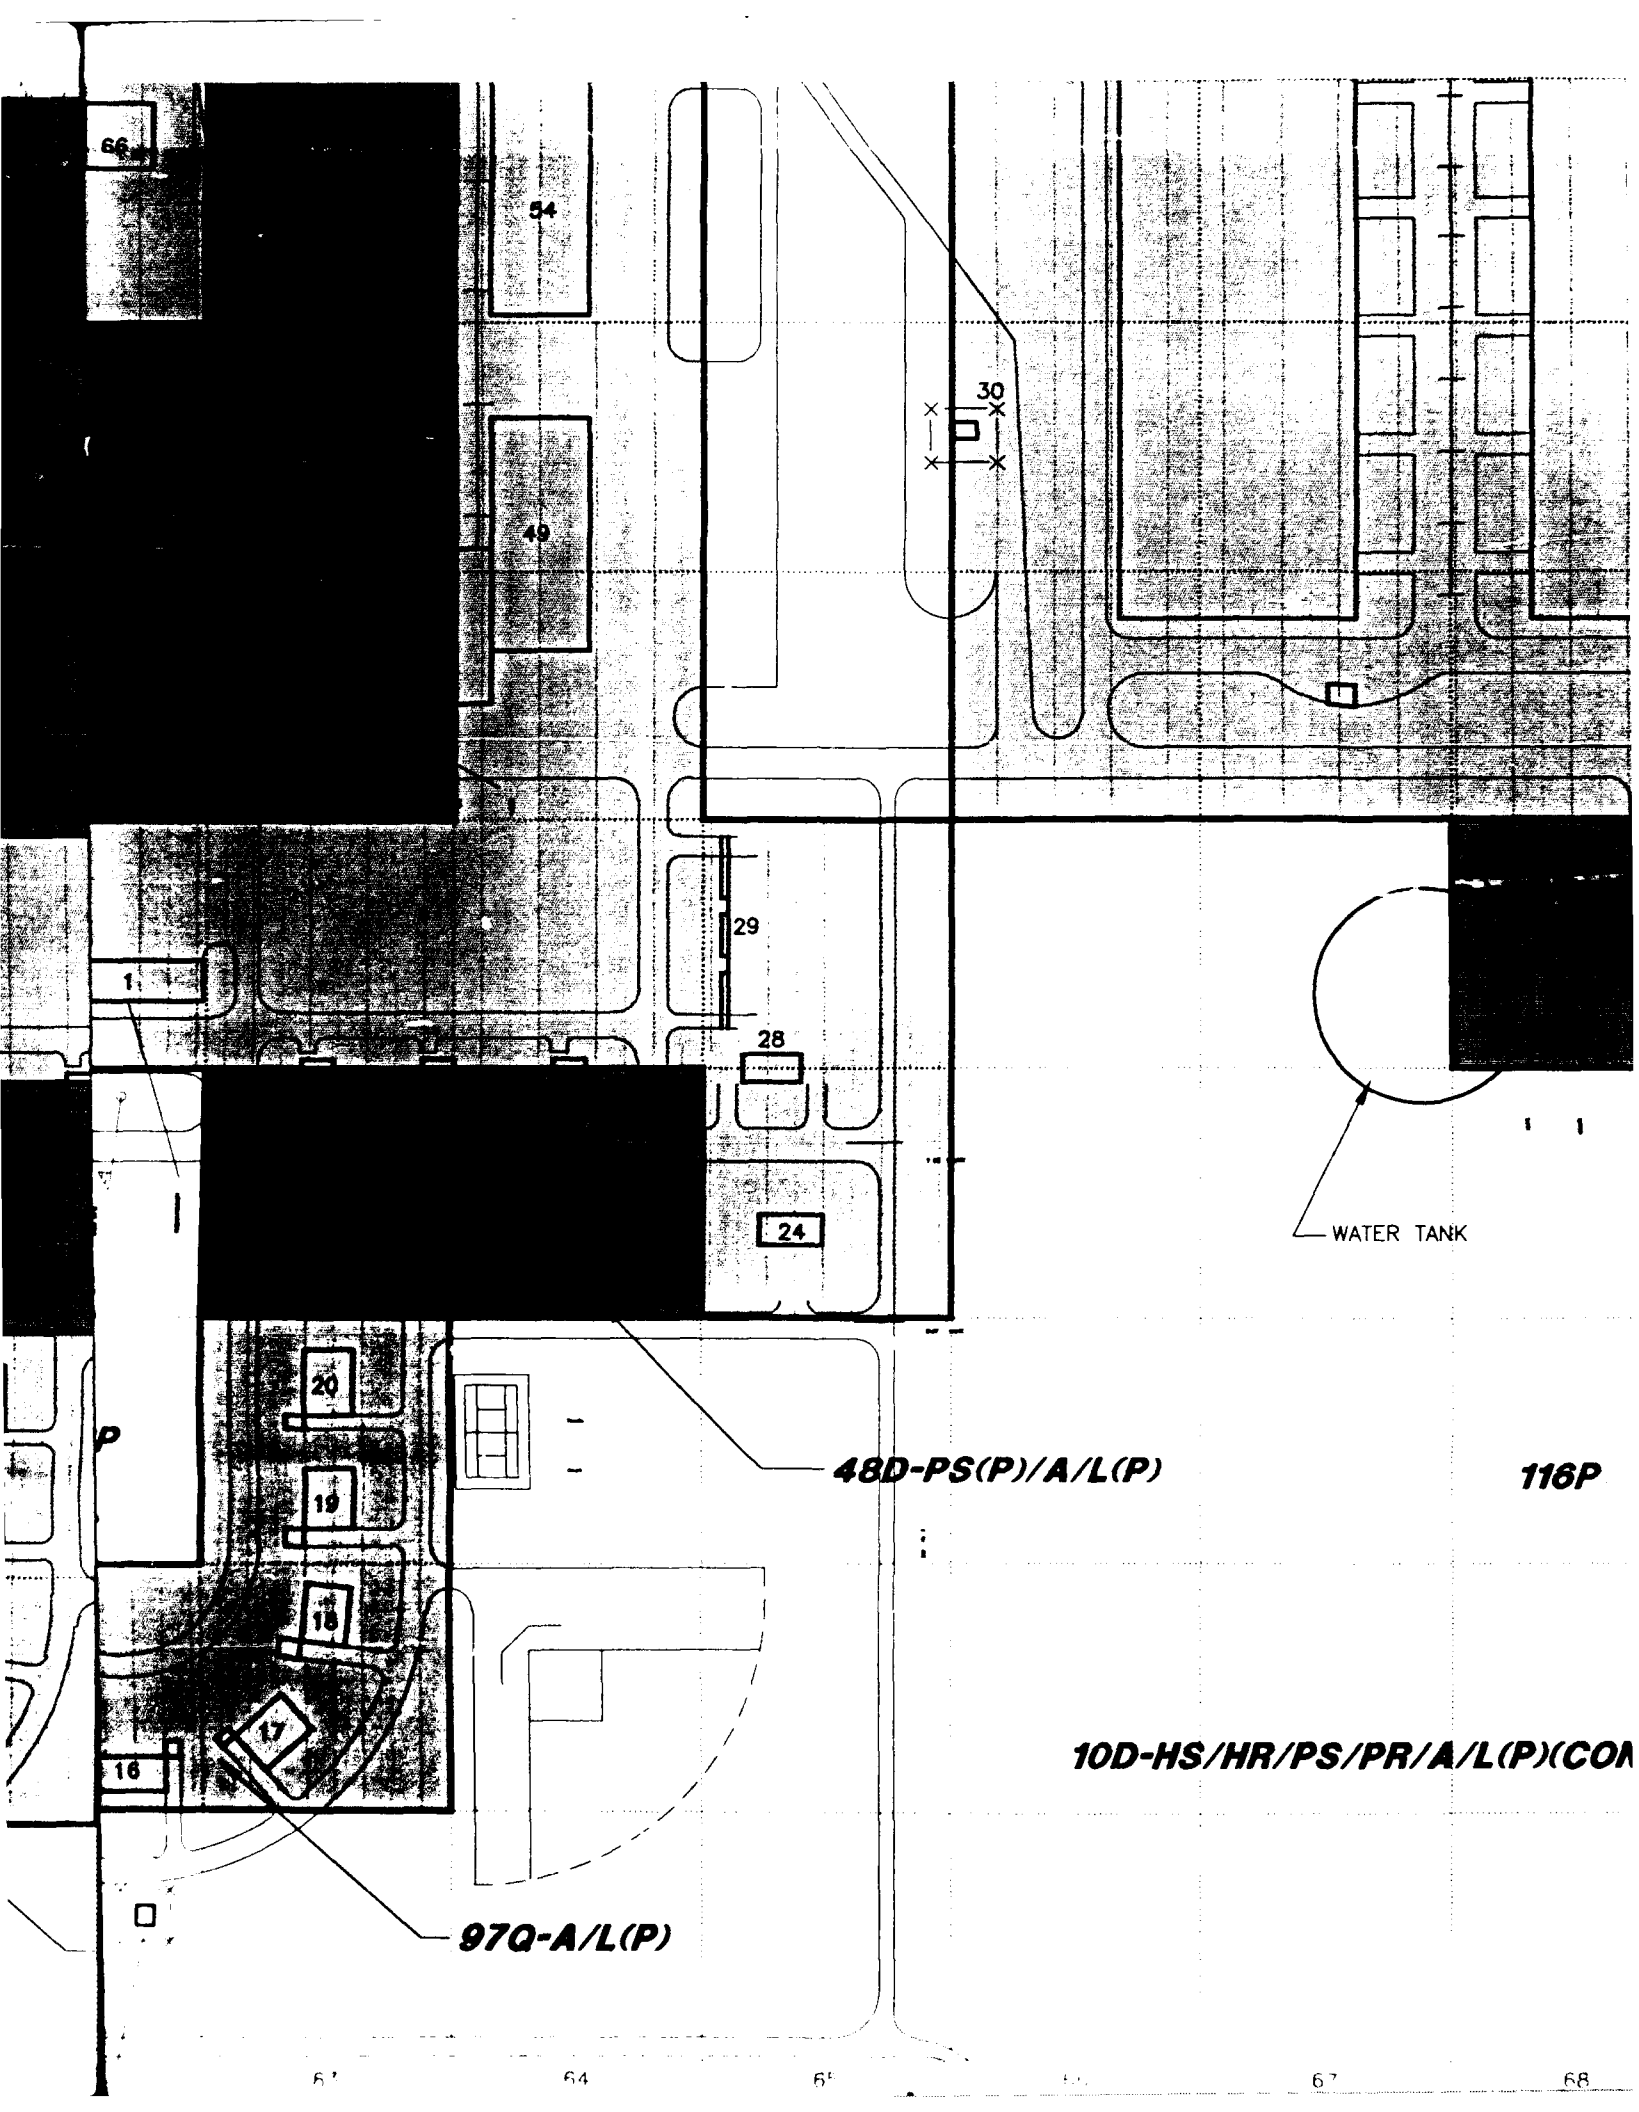 66
54
30
49
29
1
28
24
WATER TANK
20
P
48D-PS(P)/A/L(P)
116P
19
18
17
10D-HS/HR/PS/PR/A/L(P)(CON
16
97Q-A/L(P)
64
67
68